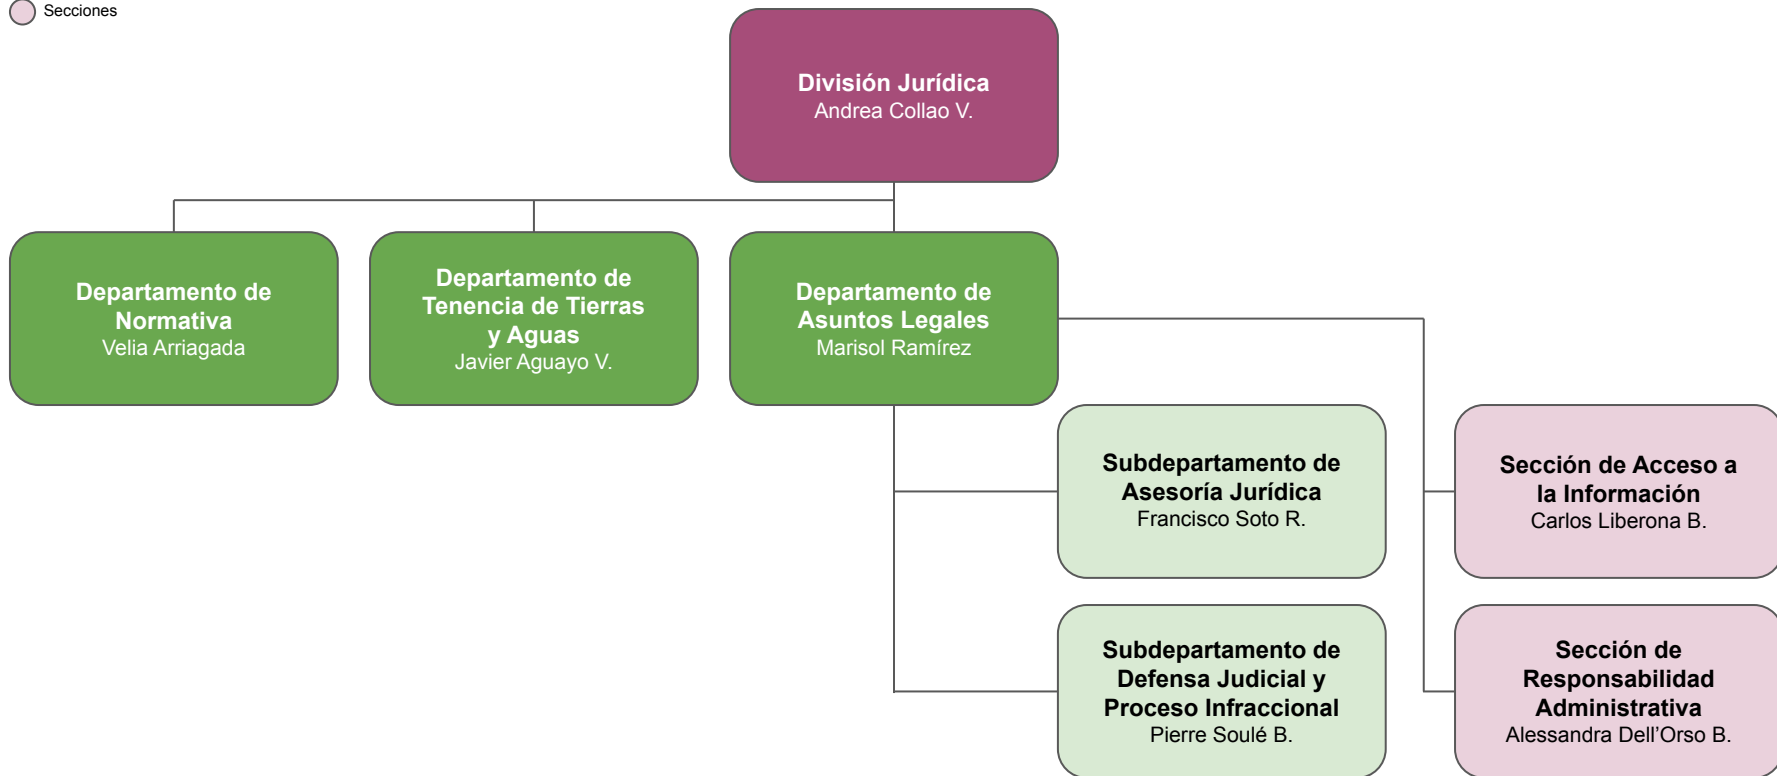 Secciones
División Jurídica
Andrea Collao V.
Departamento de
Normativa
Velia Arriagada
Departamento de
Tenencia de Tierras
y Aguas
Javier Aguayo V.
Departamento de
Asuntos Legales
Marisol Ramírez
Subdepartamento de
Asesoría Jurídica
Francisco Soto R.
Sección de Acceso a
la Información
Carlos Liberona B.
Subdepartamento de
Defensa Judicial y
Proceso Infraccional
Pierre Soulé B.
Sección de
Responsabilidad
Administrativa
Alessandra Dell’Orso B.